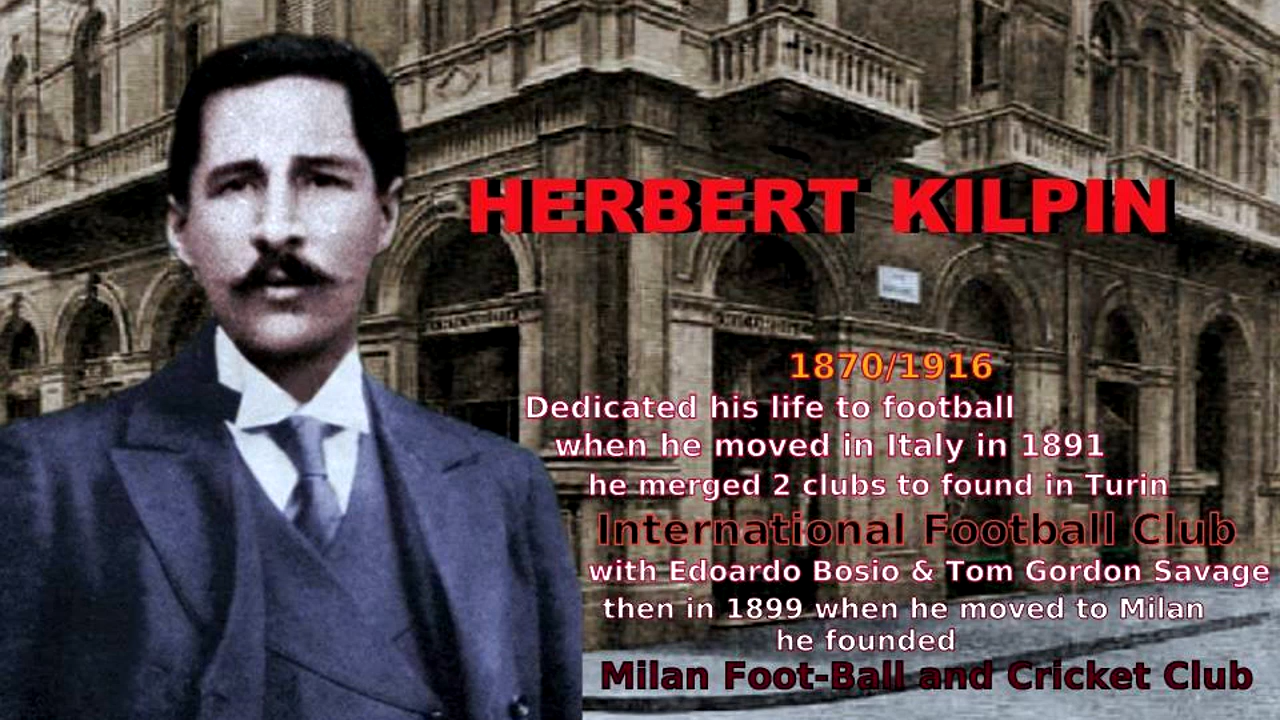 HERBERT KILPIN
1870/1916
Dedicated his life to football
when he moved in Italy in 1891
he merged 2 clubs to found in Turin
International Football Club
with Edoardo Bosio & Tom Gordon Savage
then in 1899 when he moved to Milan
he founded
Milan Foot-Ball and Cricket Club